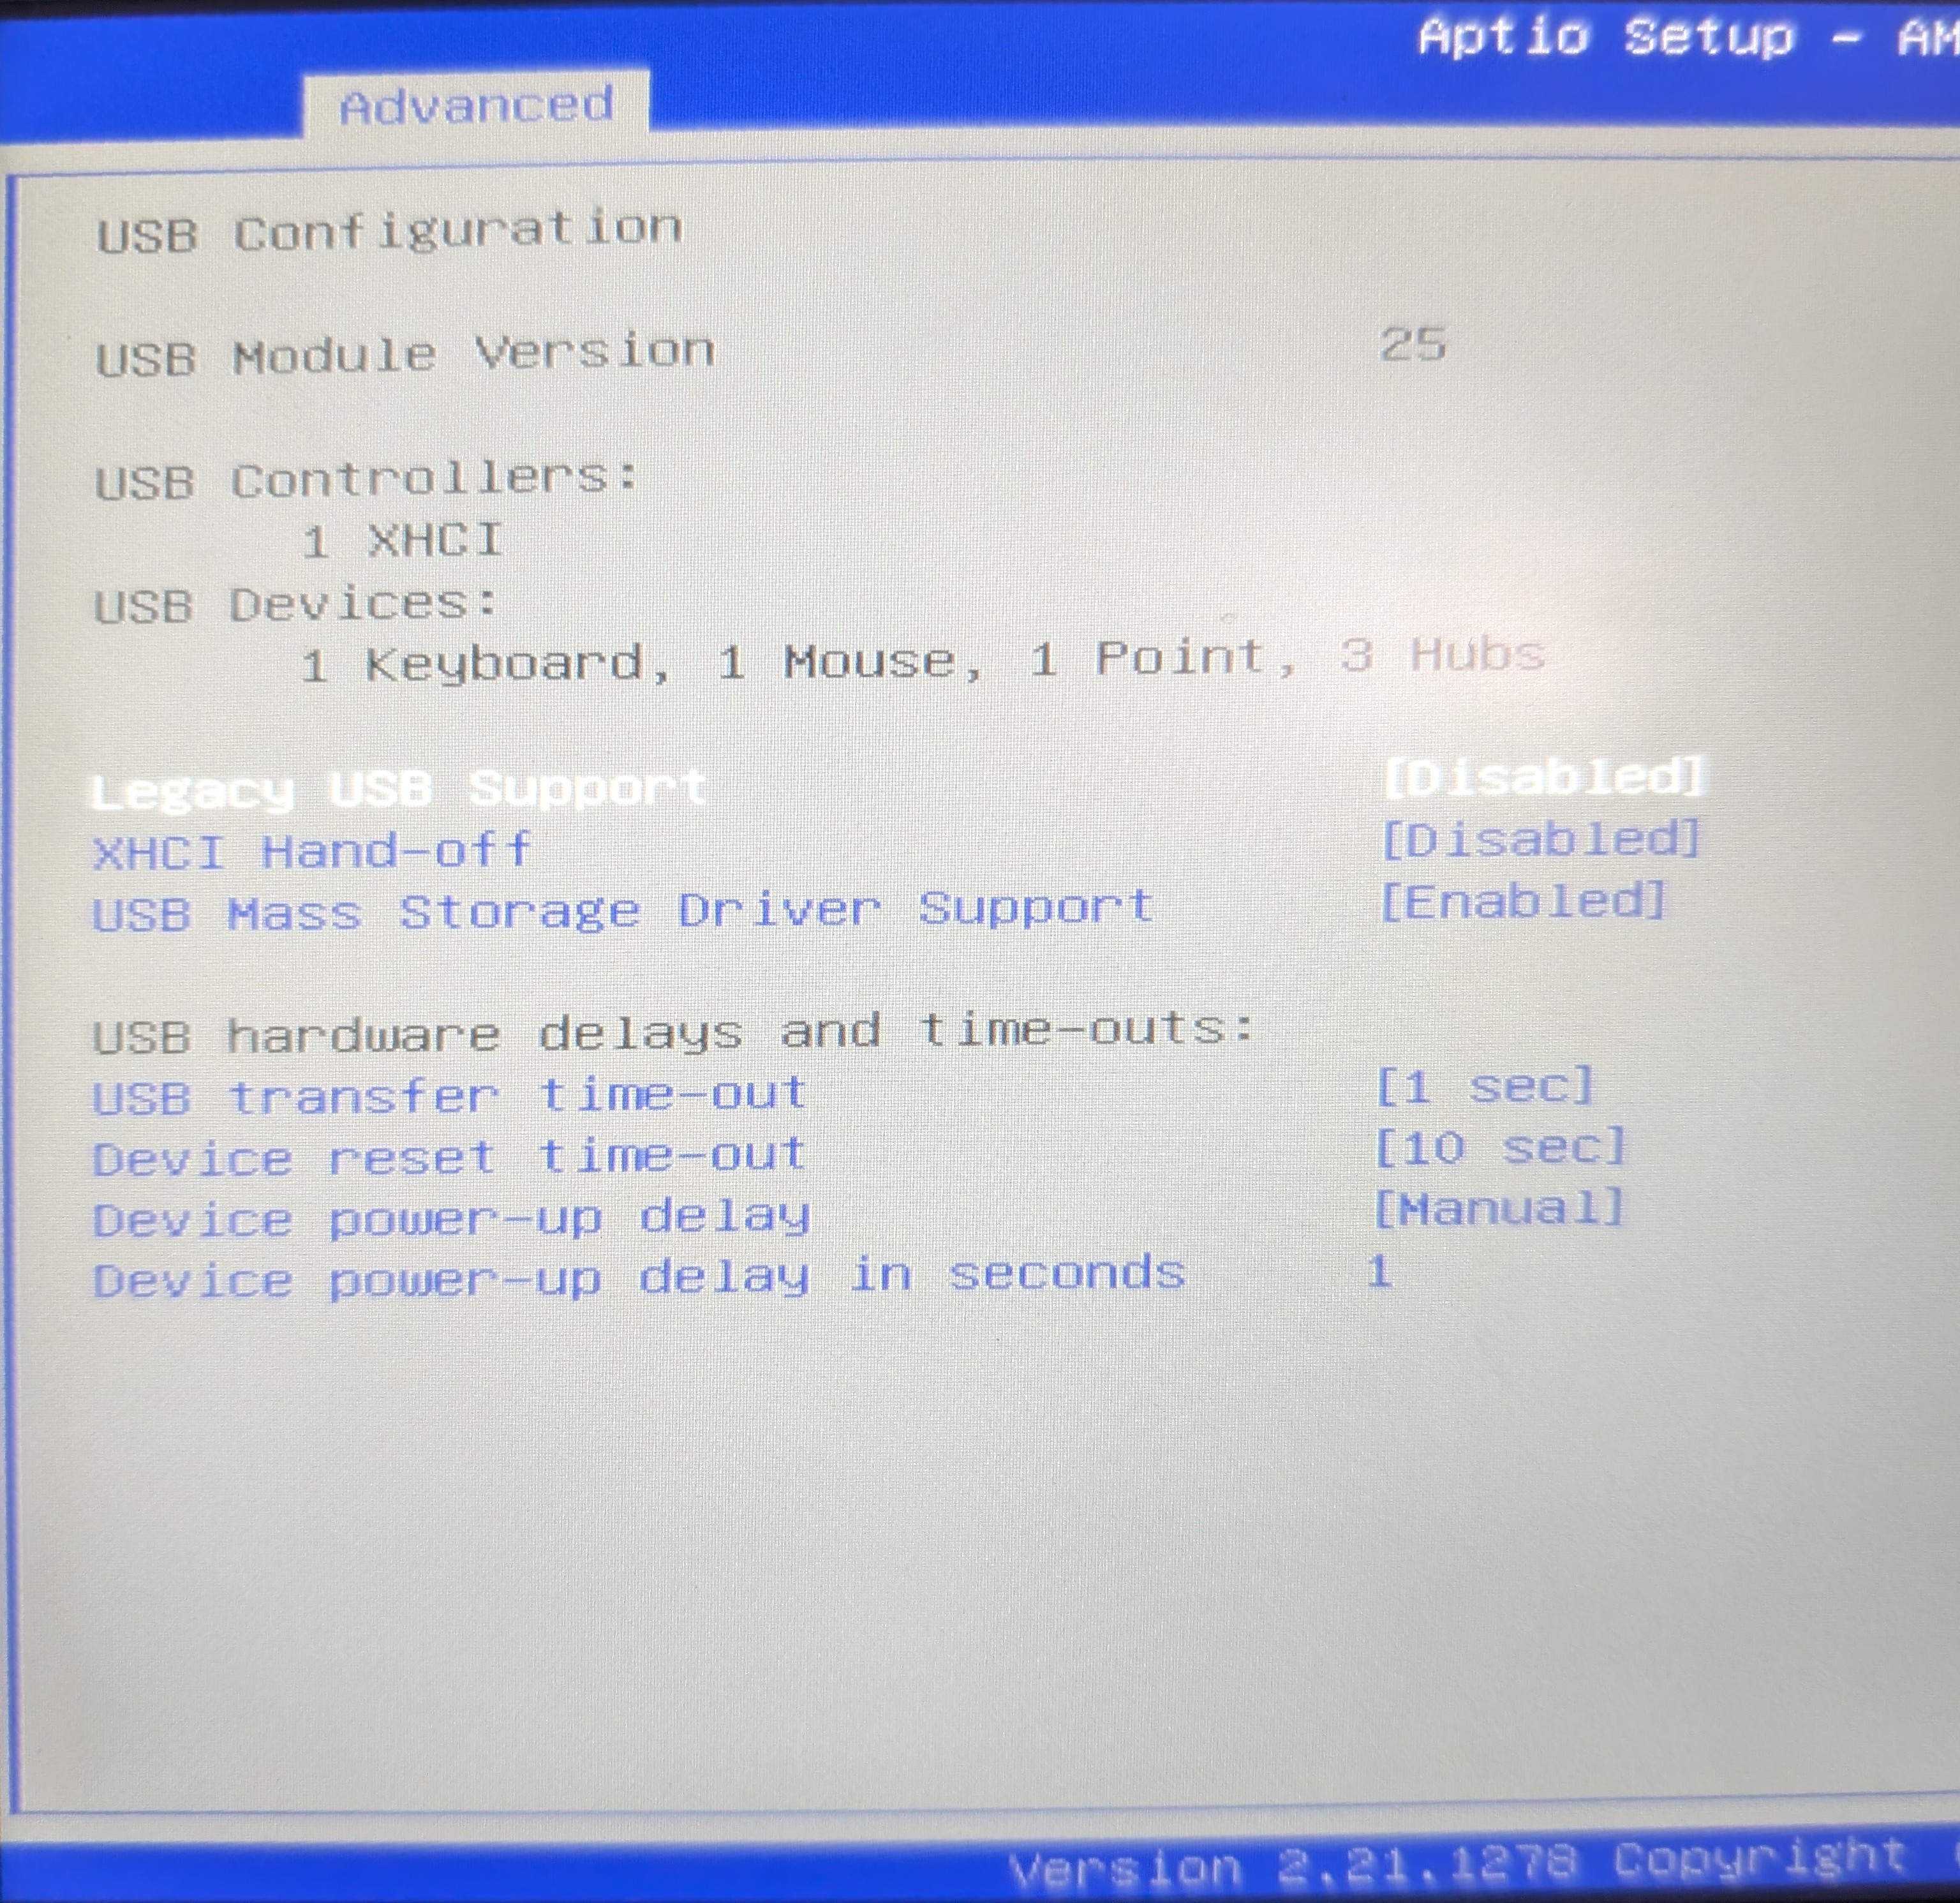 Aptio Setup - AM
Advanced
USB Configuration
USB Module Version 25
USB Controllers:
1 XHCI
USB Devices:
1 Keyboard, 1 Mouse, 1 Point, 3 Hubs
Legacy USB Support [Disabled]
XHCI Hand-off [Disabled]
USB Mass Storage Driver Support [Enabled]
USB hardware delays and time-outs:
USB transfer time-out [1 sec]
Device reset time-out [10 sec]
Device power-up delay [Manual]
Device power-up delay in seconds 1
Version 2.21.1278 Copyright (